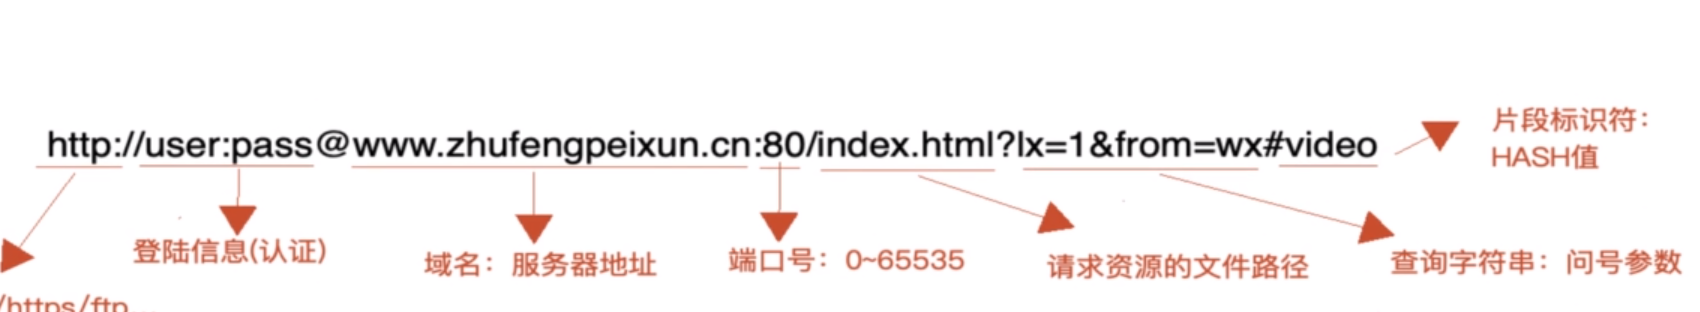 http://user:pass@www.zhufengpeixun.cn:80/index.html?lx=1&from=wx#video
片段标识符：
HASH值
登陆信息(认证)
域名：服务器地址
端口号：0~65535
请求资源的文件路径
查询字符串：问号参数
/https/ftp...